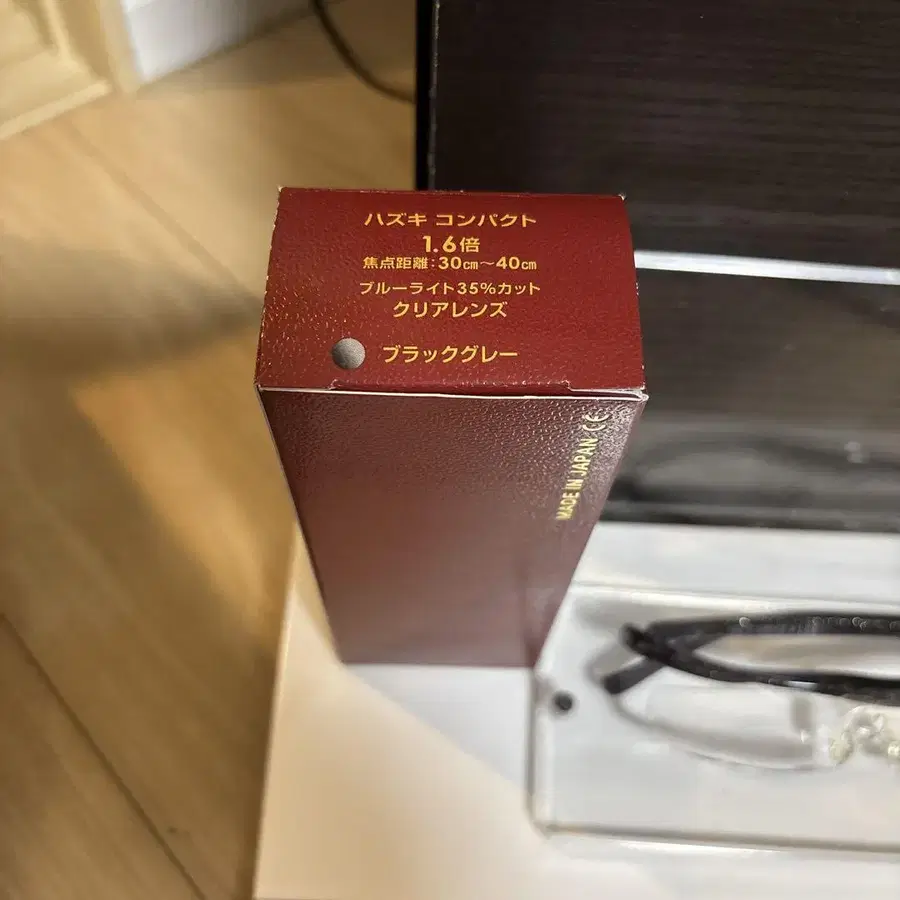 ハズキ コンパクト
1.6倍
焦点距離:30㎝~40㎝
ブルーライト35%カット
クリアレンズ
ブラックグレー
MADE IN JAPAN CE